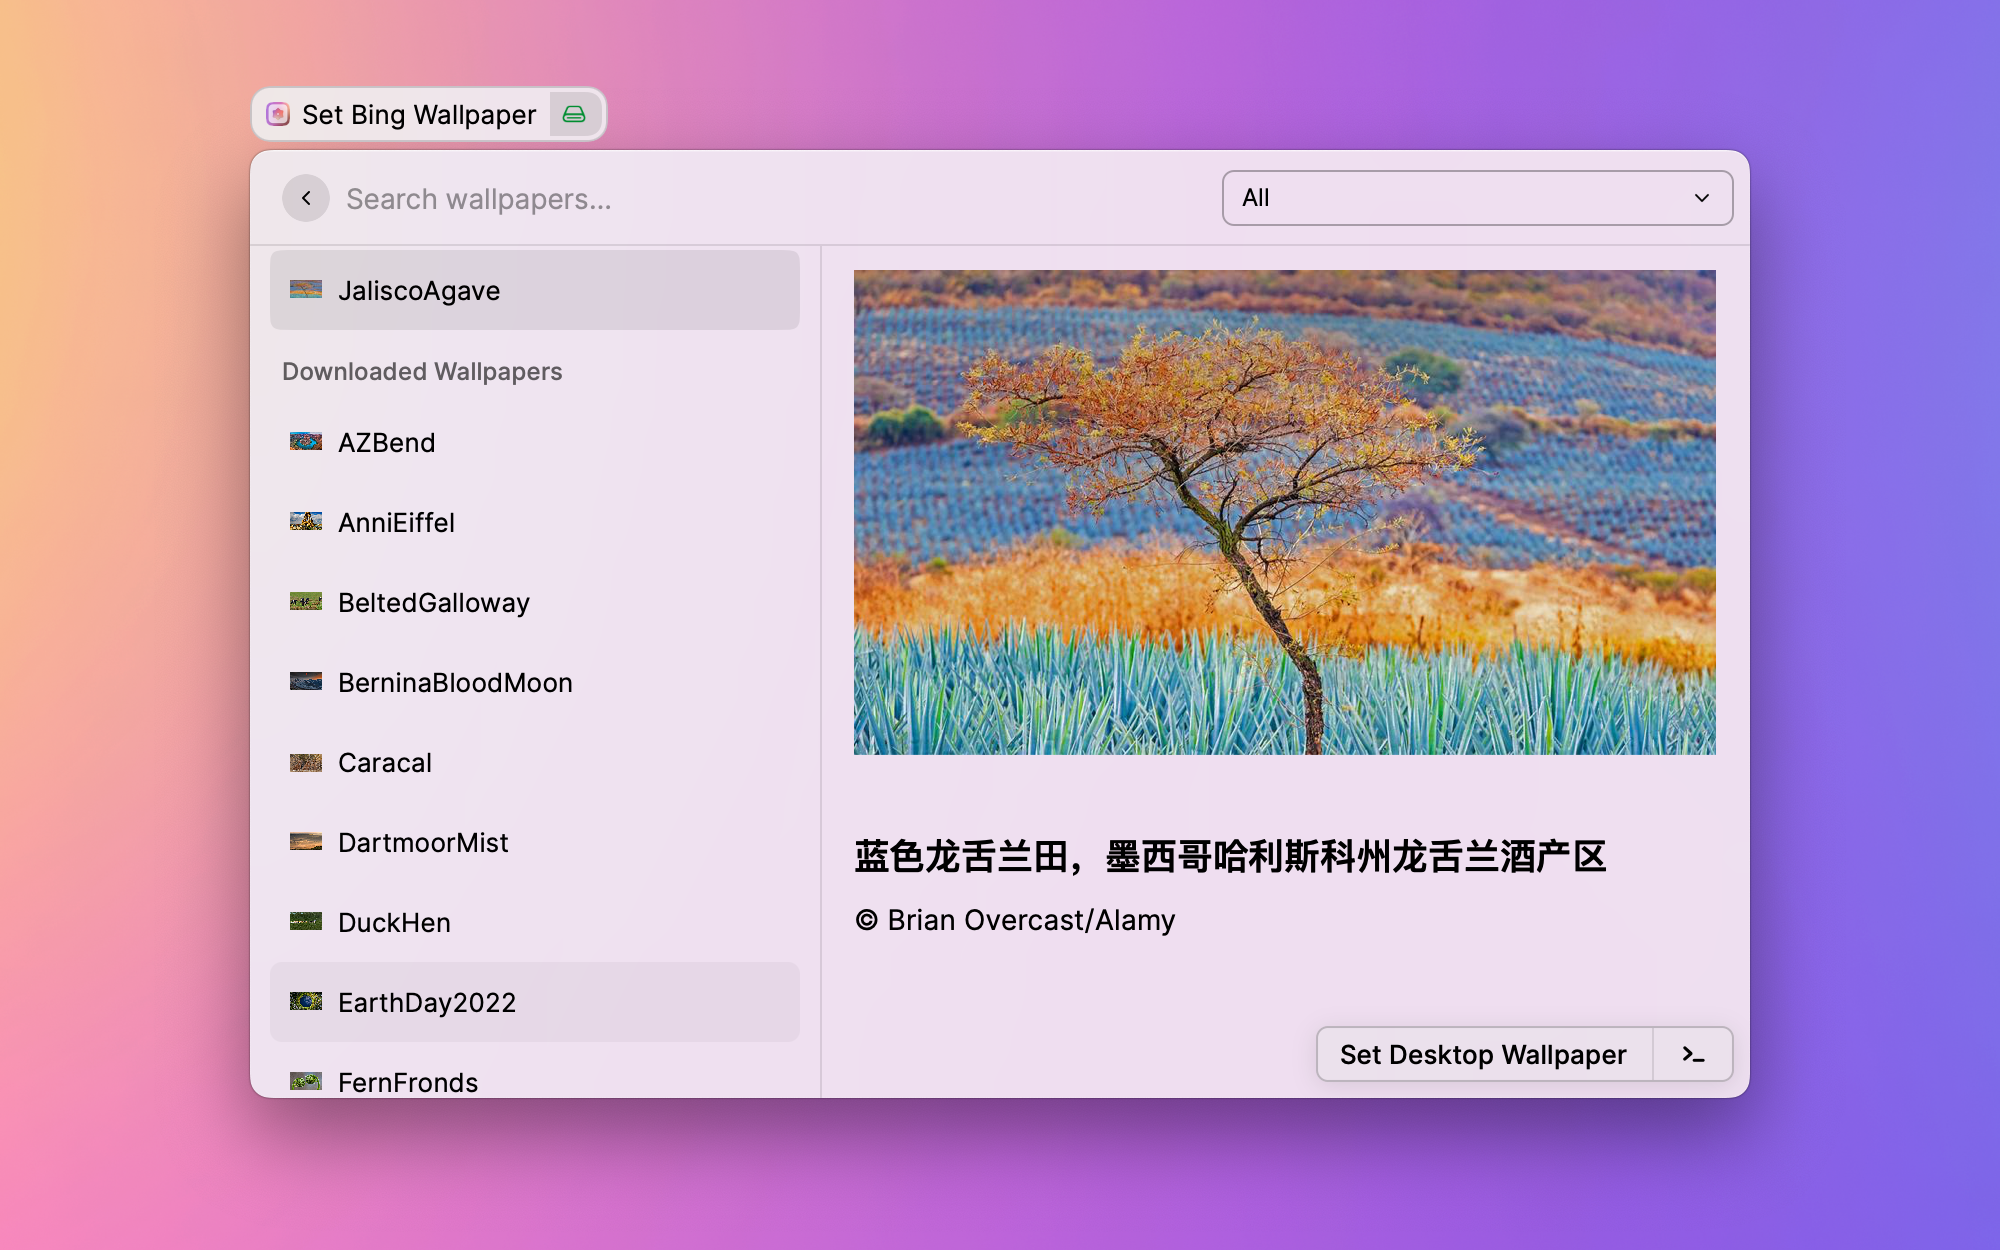 Set Bing Wallpaper
Search wallpapers...
All
JaliscoAgave
Downloaded Wallpapers
AZBend
AnniEiffel
BeltedGalloway
BerninaBloodMoon
Caracal
DartmoorMist
DuckHen
EarthDay2022
FernFronds
蓝色龙舌兰田，墨西哥哈利斯科州龙舌兰酒产区
© Brian Overcast/Alamy
Set Desktop Wallpaper